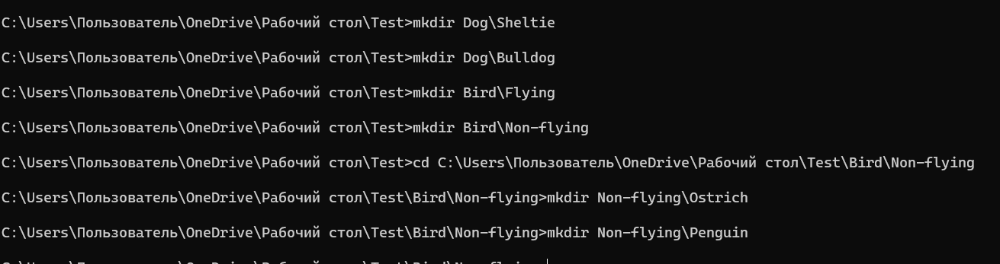 C:\Users\Пользователь\OneDrive\Рабочий стол\Test>mkdir Dog\Sheltie
C:\Users\Пользователь\OneDrive\Рабочий стол\Test>mkdir Dog\Bulldog
C:\Users\Пользователь\OneDrive\Рабочий стол\Test>mkdir Bird\Flying
C:\Users\Пользователь\OneDrive\Рабочий стол\Test>mkdir Bird\Non-flying
C:\Users\Пользователь\OneDrive\Рабочий стол\Test>cd C:\Users\Пользователь\OneDrive\Рабочий стол\Test\Bird\Non-flying
C:\Users\Пользователь\OneDrive\Рабочий стол\Test\Bird\Non-flying>mkdir Non-flying\Ostrich
C:\Users\Пользователь\OneDrive\Рабочий стол\Test\Bird\Non-flying>mkdir Non-flying\Penguin